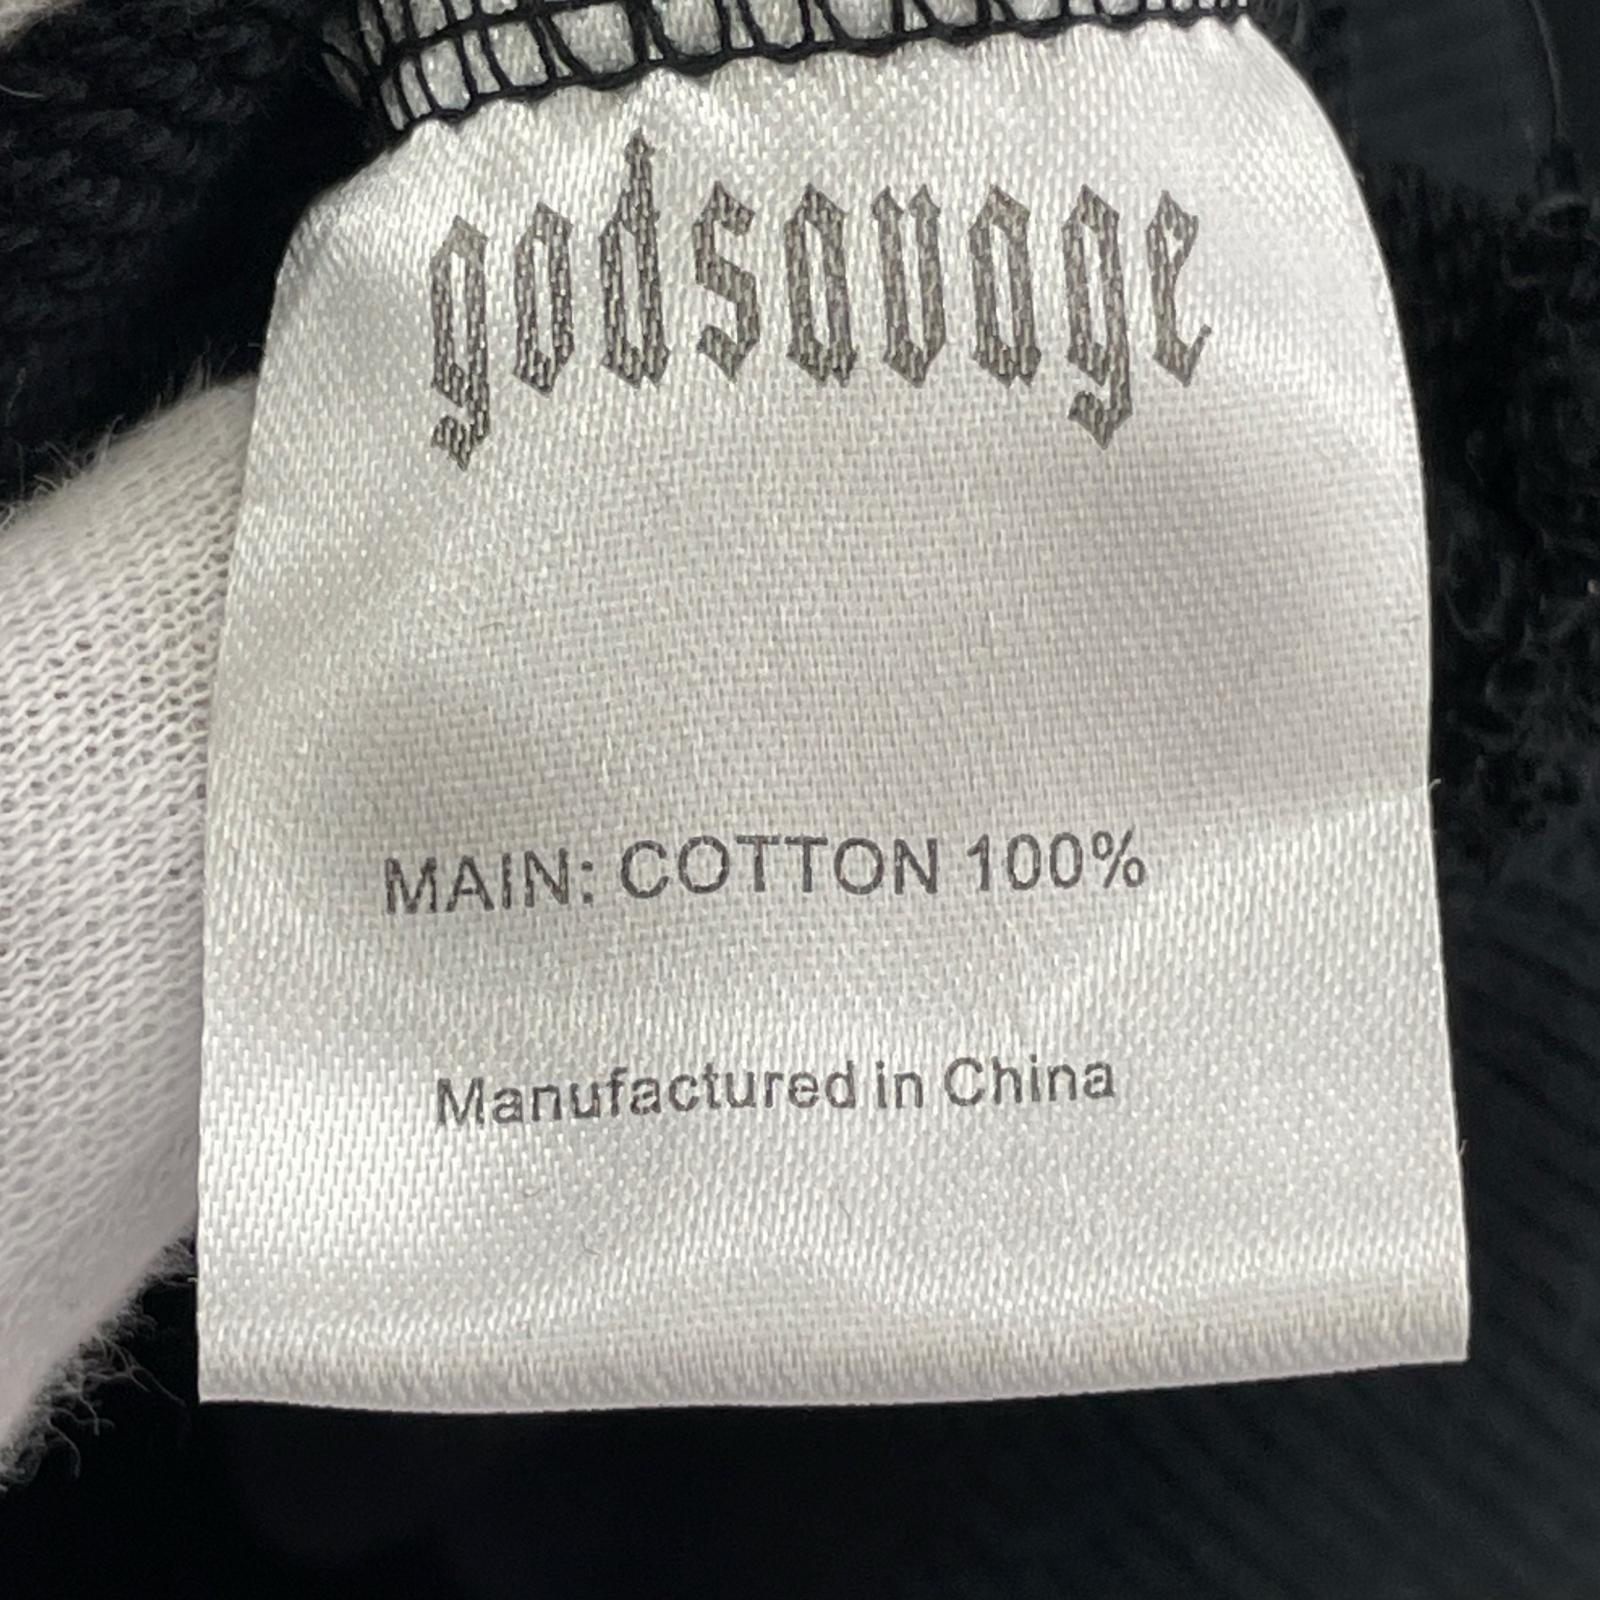 godsavage
MAIN: COTTON 100%
Manufactured in China